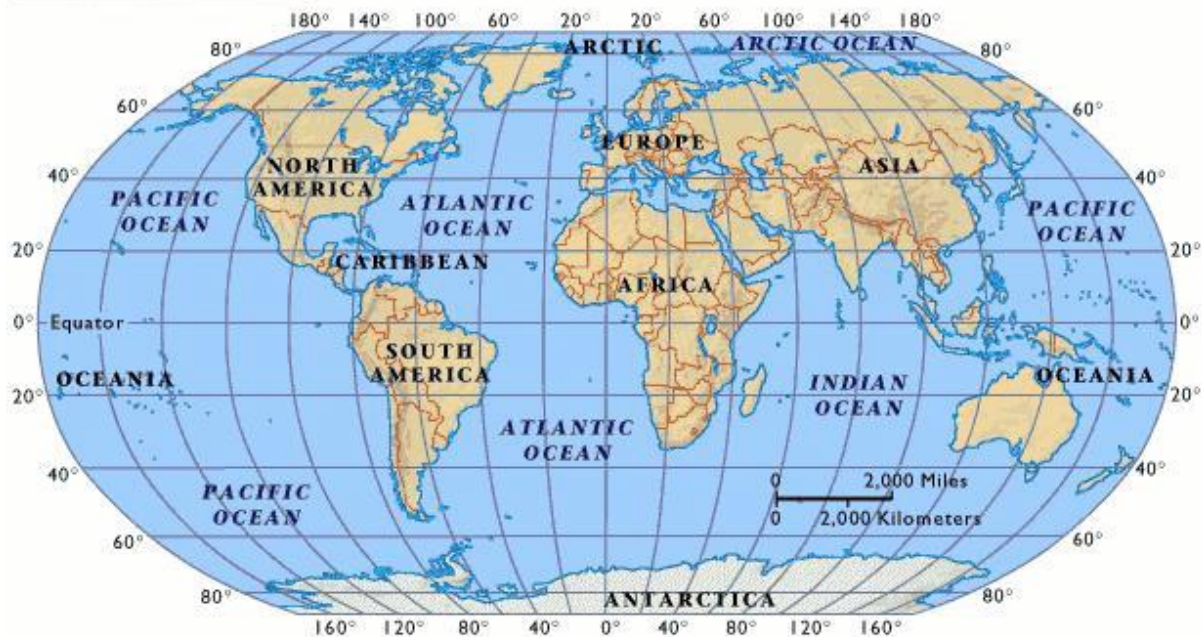 180° 140° 100° 60° 20° 0° 20° 60° 100° 140° 180°
80° ARCTIC ARCTIC OCEAN 80°
60° 60°
EUROPE
NORTH
AMERICA
ASIA
40° 40°
PACIFIC
OCEAN
ATLANTIC
OCEAN
PACIFIC
OCEAN
20° 20°
CARIBBEAN
AFRICA
0° Equator 0°
SOUTH
AMERICA
OCEANIA
OCEANIA
INDIAN
OCEAN
20° 20°
ATLANTIC
OCEAN
40° 40°
0 2,000 Miles
0 2,000 Kilometers
PACIFIC
OCEAN
60° 60°
80° ANTARCTICA 80°
160° 120° 80° 40° 0° 40° 80° 120° 160°